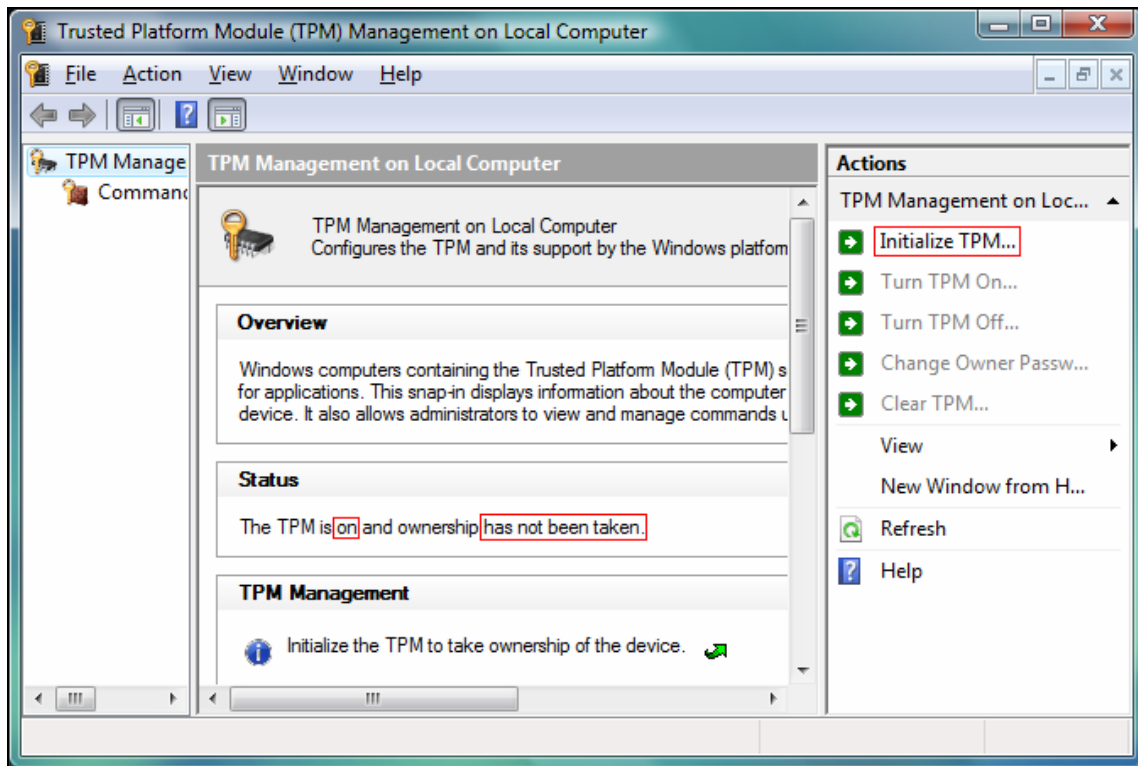 Trusted Platform Module (TPM) Management on Local Computer
File Action View Window Help
TPM Manage
Command
TPM Management on Local Computer
TPM Management on Local Computer
Configures the TPM and its support by the Windows platfom
Overview
Windows computers containing the Trusted Platform Module (TPM) s
for applications. This snap-in displays information about the computer
device. It also allows administrators to view and manage commands u
Status
The TPM is on and ownership has not been taken.
TPM Management
Initialize the TPM to take ownership of the device.
Actions
TPM Management on Loc...
Initialize TPM...
Turn TPM On...
Turn TPM Off...
Change Owner Passw...
Clear TPM...
View
New Window from H...
Refresh
Help